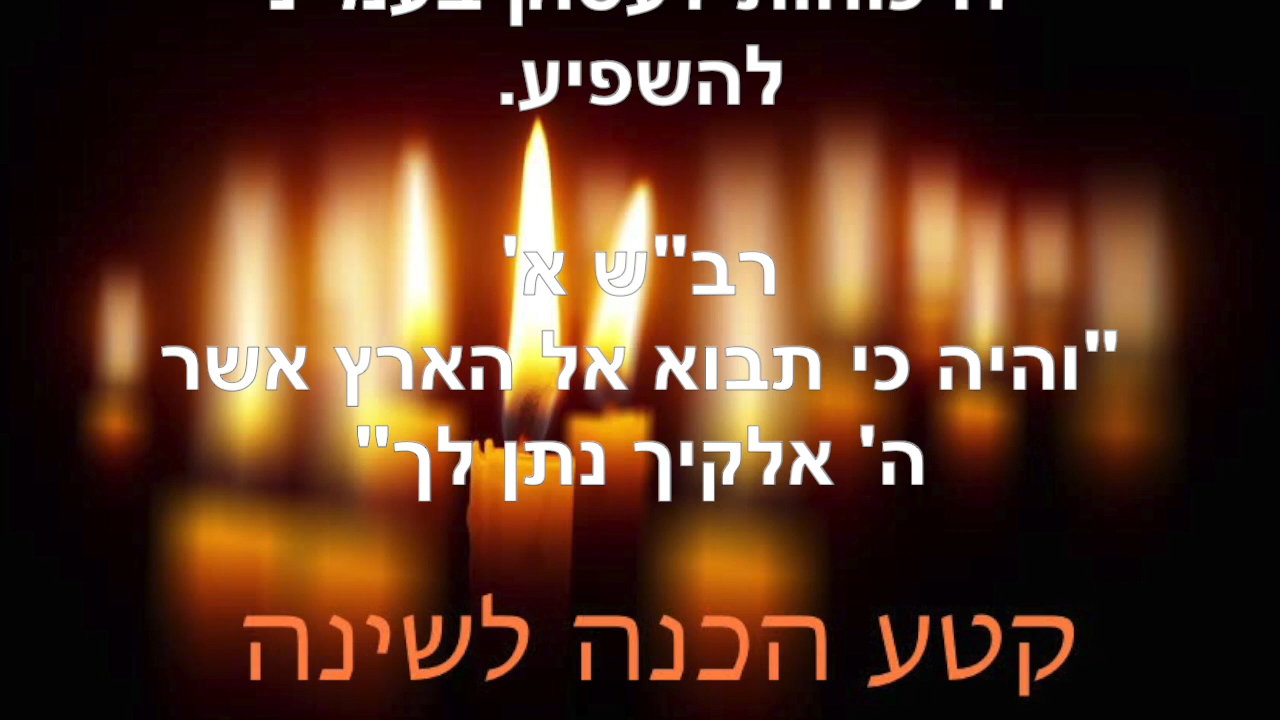 להשפיע.
רב"ש א'
"והיה כי תבוא אל הארץ אשר
ה' אלקיך נתן לך"
קטע הכנה לשינה